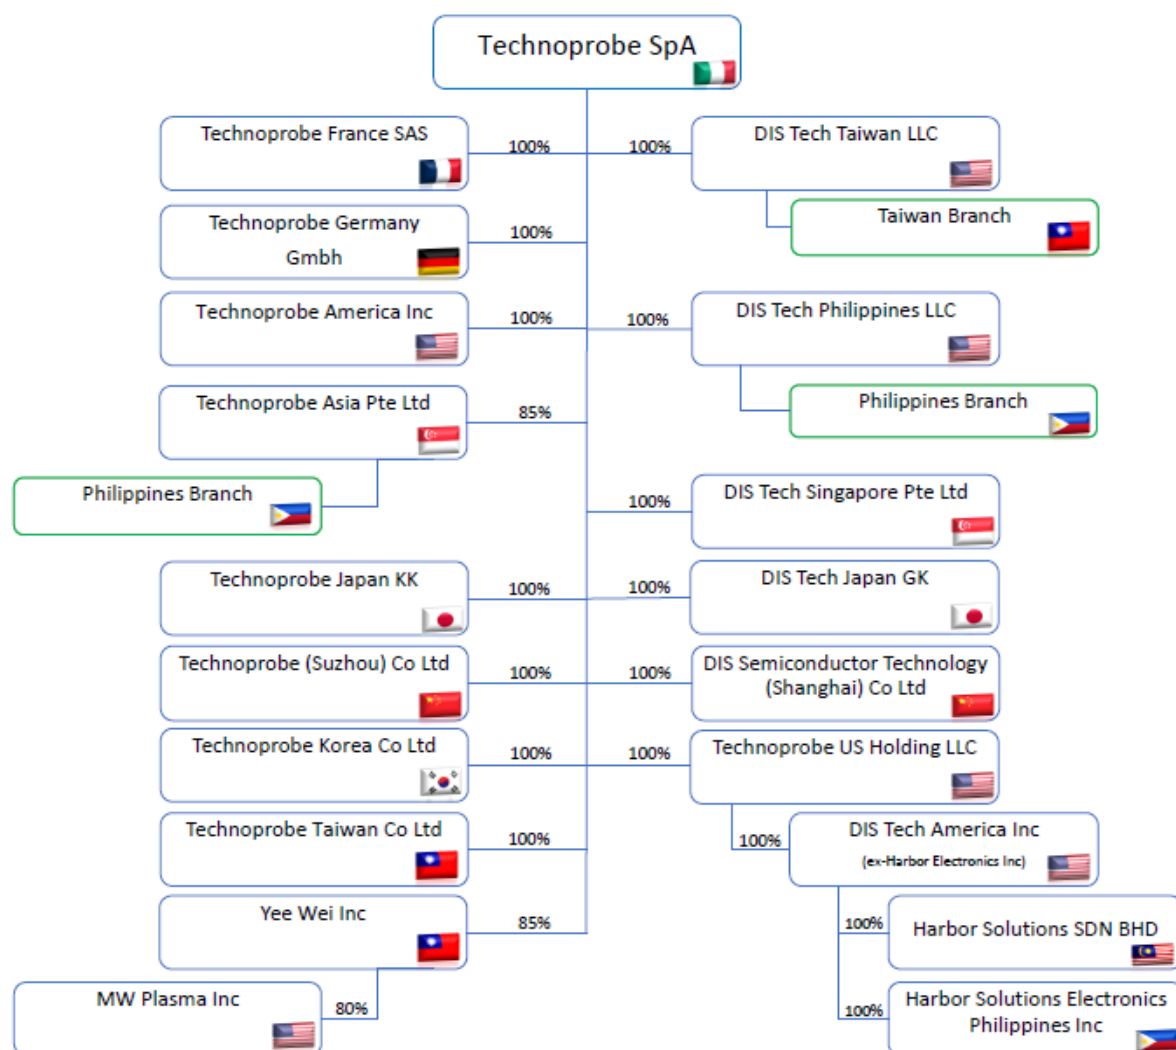 Technoprobe SpA
Technoprobe France SAS
100%
100%
DIS Tech Taiwan LLC
Taiwan Branch
Technoprobe Germany
Gmbh
100%
Technoprobe America Inc
100%
100%
DIS Tech Philippines LLC
Technoprobe Asia Pte Ltd
85%
Philippines Branch
Philippines Branch
100%
DIS Tech Singapore Pte Ltd
Technoprobe Japan KK
100%
100%
DIS Tech Japan GK
Technoprobe (Suzhou) Co Ltd
100%
100%
DIS Semiconductor Technology
(Shanghai) Co Ltd
Technoprobe Korea Co Ltd
100%
100%
Technoprobe US Holding LLC
Technoprobe Taiwan Co Ltd
100%
100%
DIS Tech America Inc
(ex-Harbor Electronics Inc)
Yee Wei Inc
85%
100%
Harbor Solutions SDN BHD
MW Plasma Inc
80%
100%
Harbor Solutions Electronics
Philippines Inc